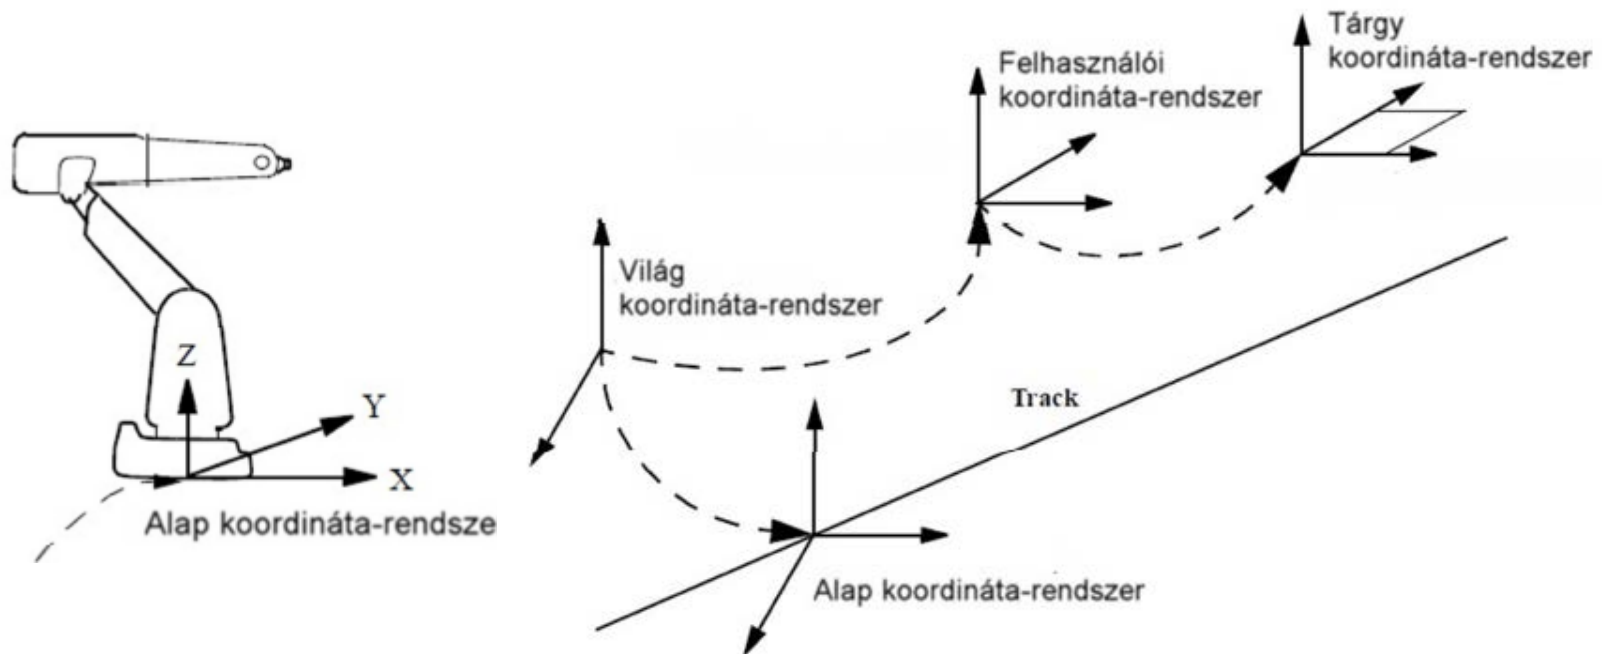 Z
Y
X
Alap koordináta-rendsze
Világ
koordináta-rendszer
Felhasználói
koordináta-rendszer
Tárgy
koordináta-rendszer
Track
Alap koordináta-rendszer